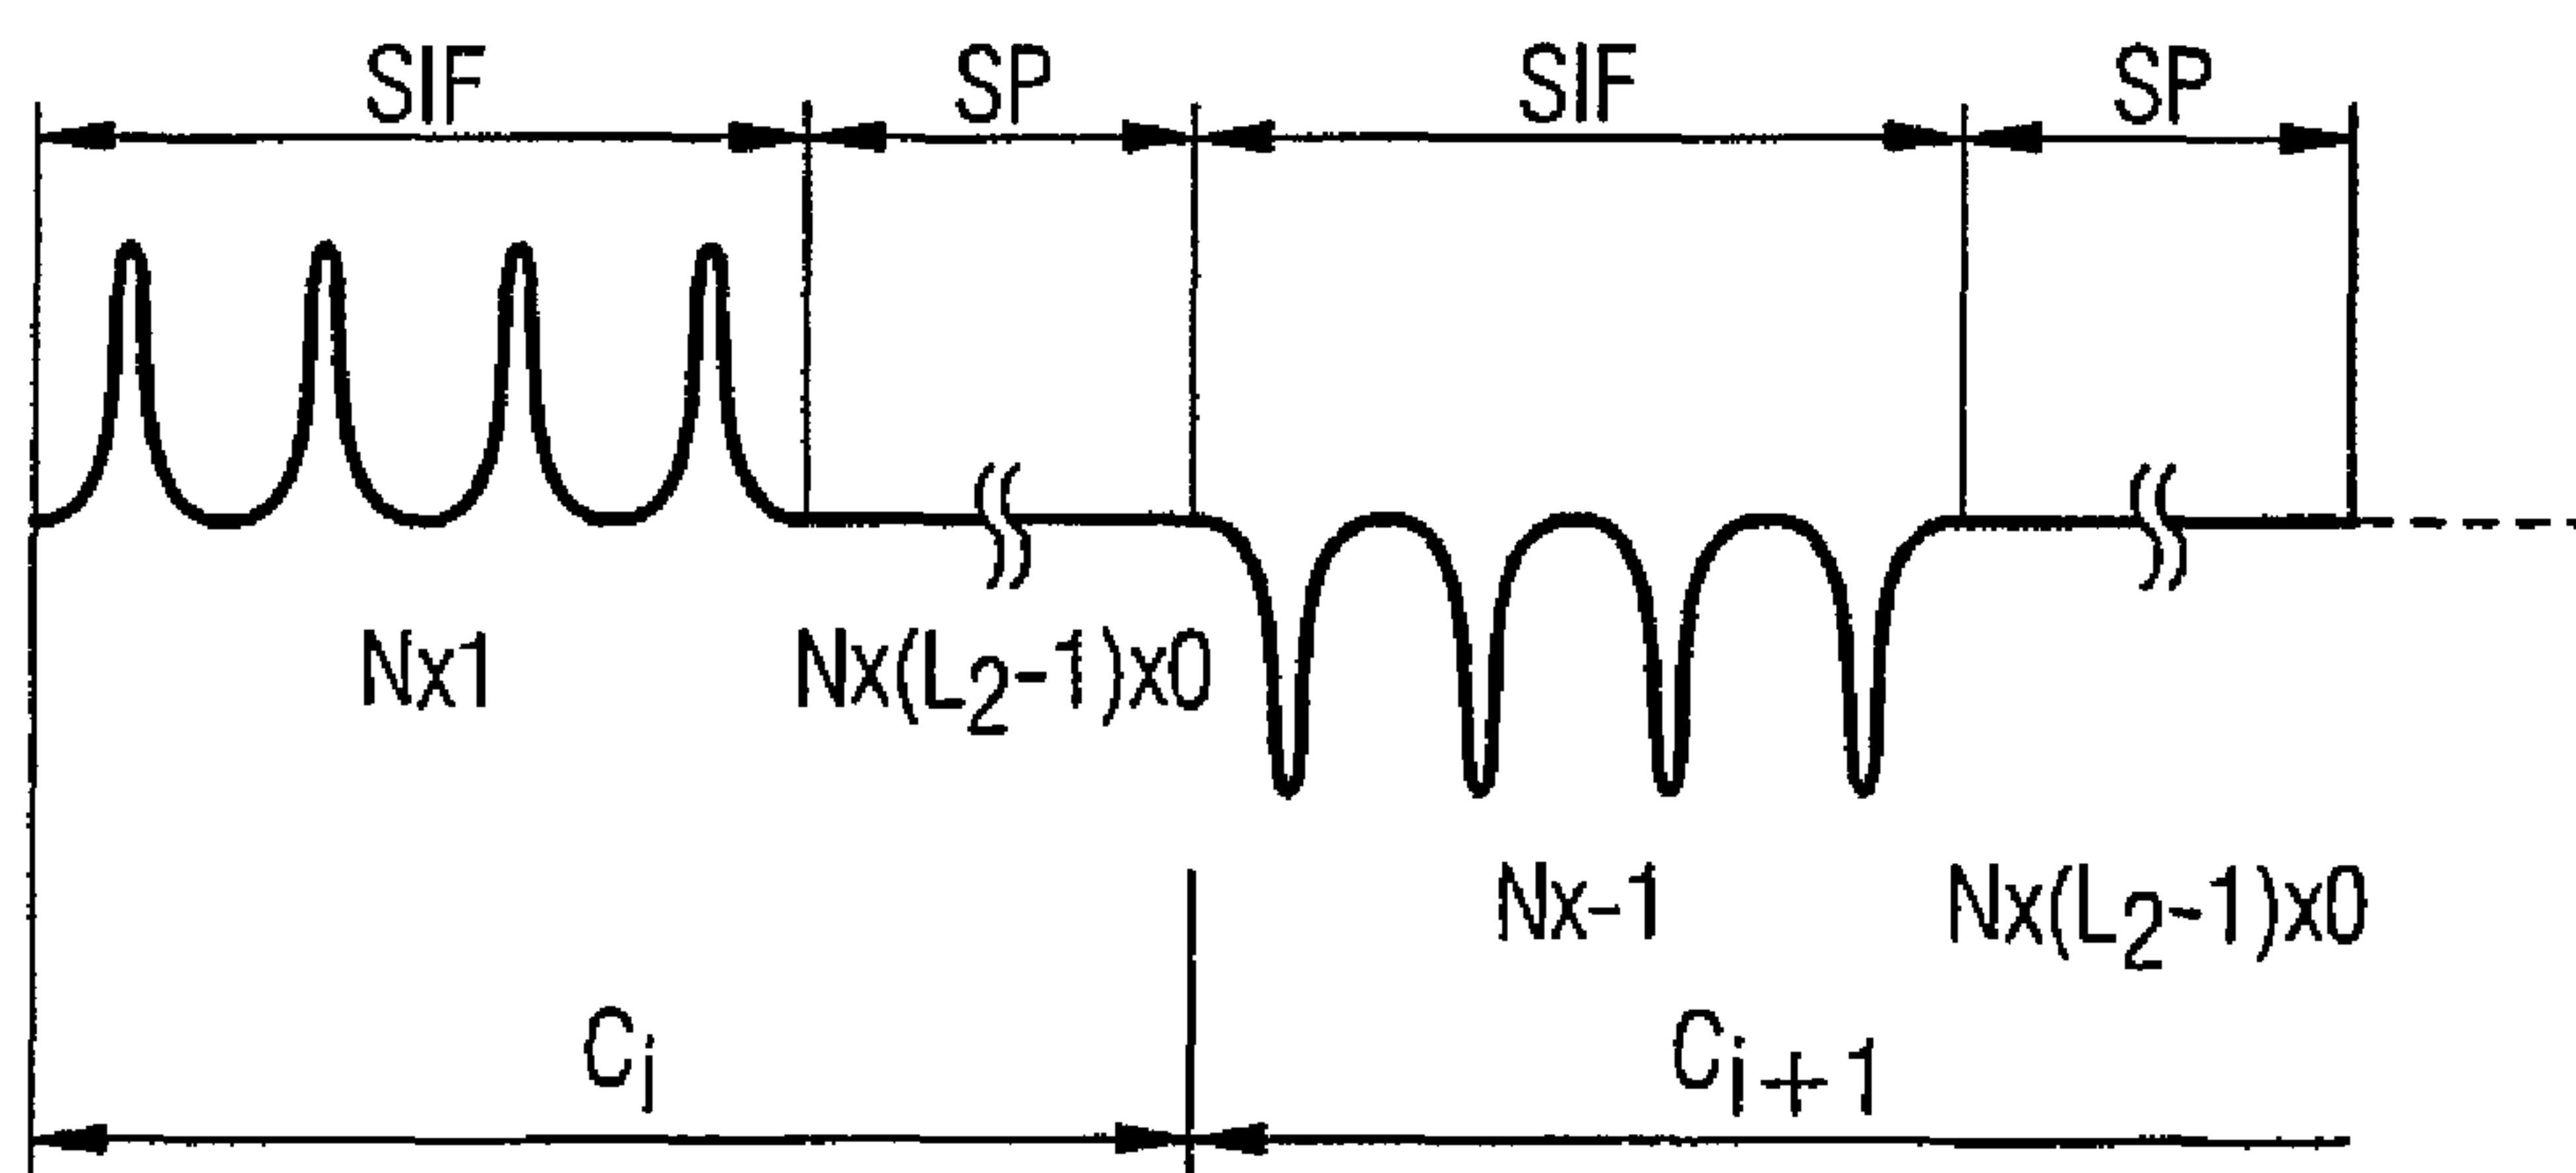 SIF SP SIF SP
Nx1 Nx(L2-1)x0
Nx-1 Nx(L2-1)x0
Ci Ci+1